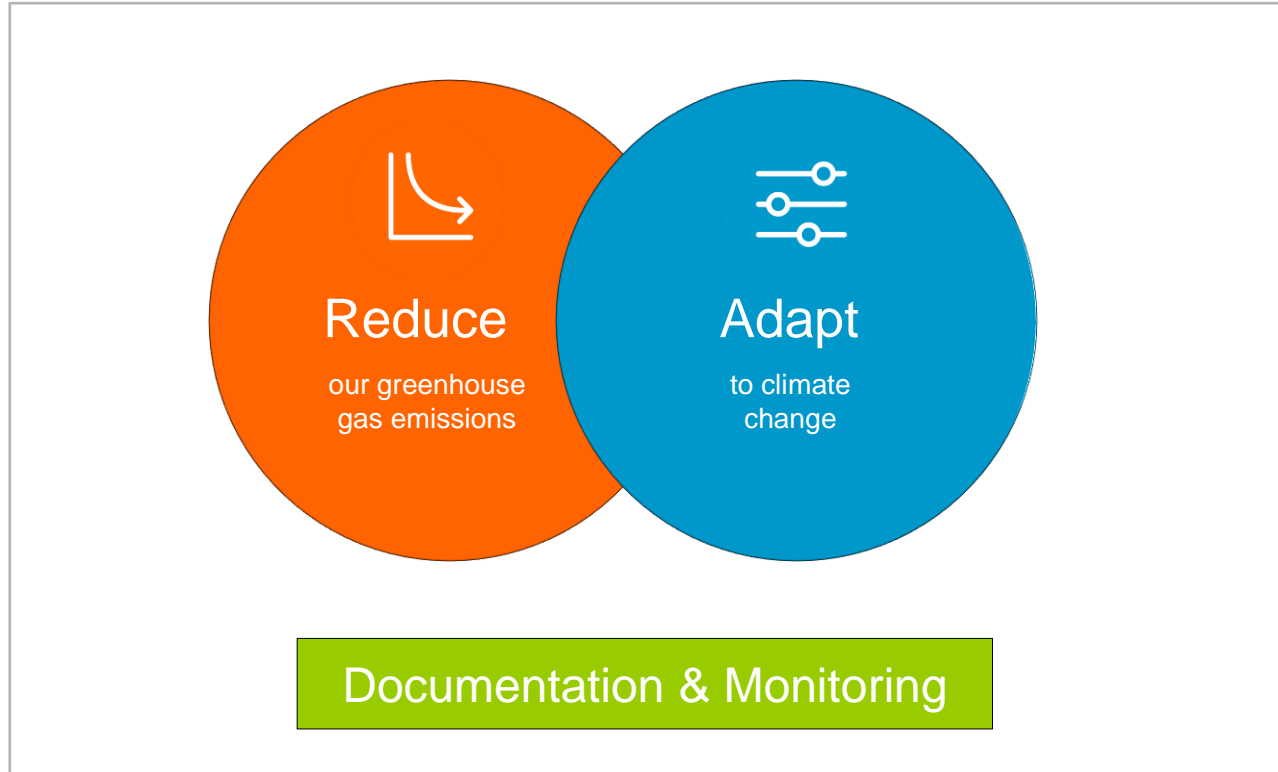 Reduce
our greenhouse
gas emissions
Adapt
to climate
change
Documentation & Monitoring